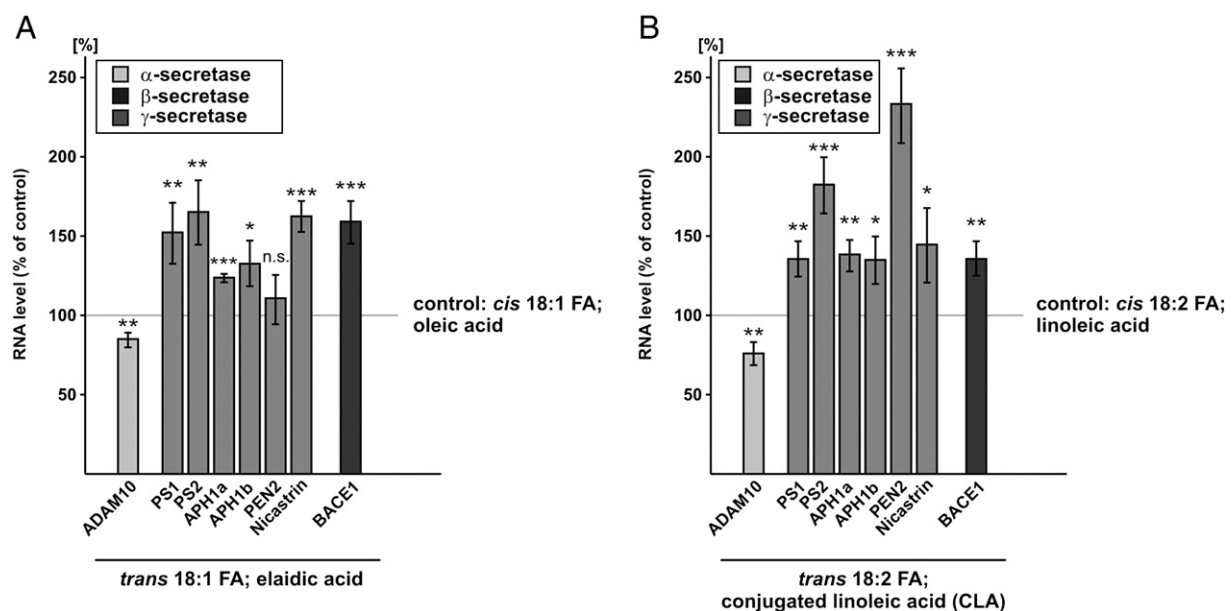 A
[%]
250
200
150
100
50
RNA level (% of control)
α-secretase
β-secretase
γ-secretase
**
**
**
***
*
n.s.
***
***
control: cis 18:1 FA;
oleic acid
ADAM10
PS1
PS2
APH1a
APH1b
PEN2
Nicastrin
BACE1
trans 18:1 FA; elaidic acid
B
[%]
250
200
150
100
50
RNA level (% of control)
α-secretase
β-secretase
γ-secretase
**
**
***
**
*
***
*
**
control: cis 18:2 FA;
linoleic acid
ADAM10
PS1
PS2
APH1a
APH1b
PEN2
Nicastrin
BACE1
trans 18:2 FA;
conjugated linoleic acid (CLA)